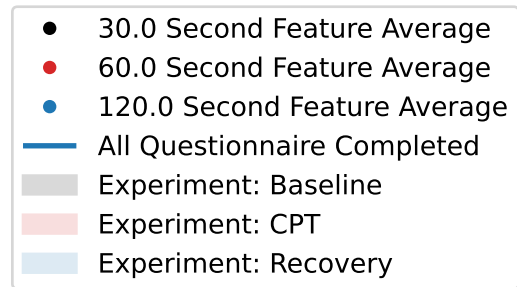 30.0 Second Feature Average
60.0 Second Feature Average
120.0 Second Feature Average
All Questionnaire Completed
Experiment: Baseline
Experiment: CPT
Experiment: Recovery